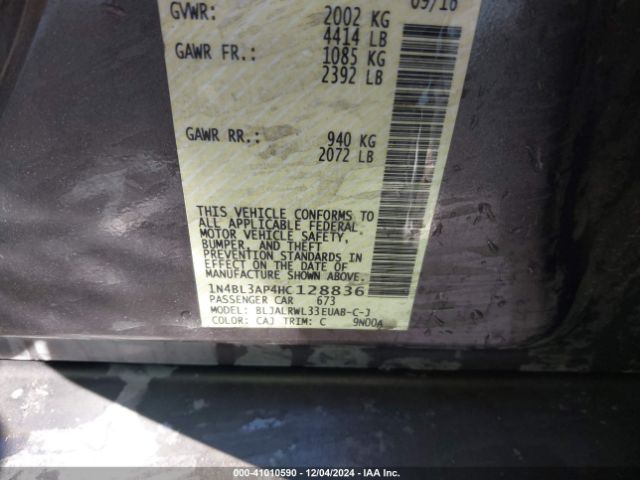 09/16
GVWR: 2002 KG
4414 LB
GAWR FR.: 1085 KG
2392 LB
GAWR RR.: 940 KG
2072 LB
THIS VEHICLE CONFORMS TO
ALL APPLICABLE FEDERAL
MOTOR VEHICLE SAFETY,
BUMPER, AND THEFT
PREVENTION STANDARDS IN
EFFECT ON THE DATE OF
MANUFACTURE SHOWN ABOVE.
1N4BL3AP4HC128836
PASSENGER CAR 673
MODEL: BLJALRWL33EUAB-C-J
COLOR: CAJ TRIM: C 9N00A
000-41010590 - 12/04/2024 - IAA Inc.